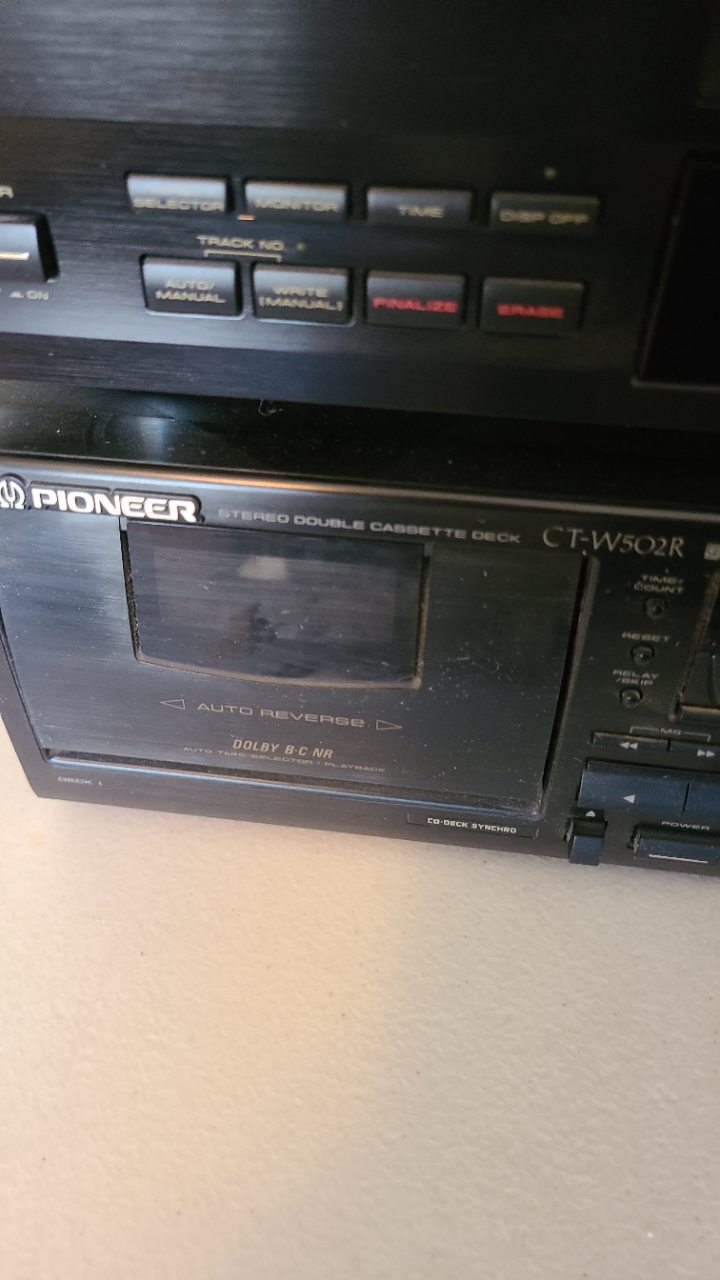 SELECTOR MONITOR TIME DISP OFF
TRACK NO.
AUTO/ MANUAL
WRITE (MANUAL)
FINALIZE ERASE
ON
PIONEER STEREO DOUBLE CASSETTE DECK CT-W502R
TIME/
COUNT
RESET
RELAY
/SKIP
MS
AUTO REVERSE
DOLBY B·C NR
AUTO TAPE SELECTOR / PLAYBACK
DECK I
CD·DECK SYNCHRO
POWER